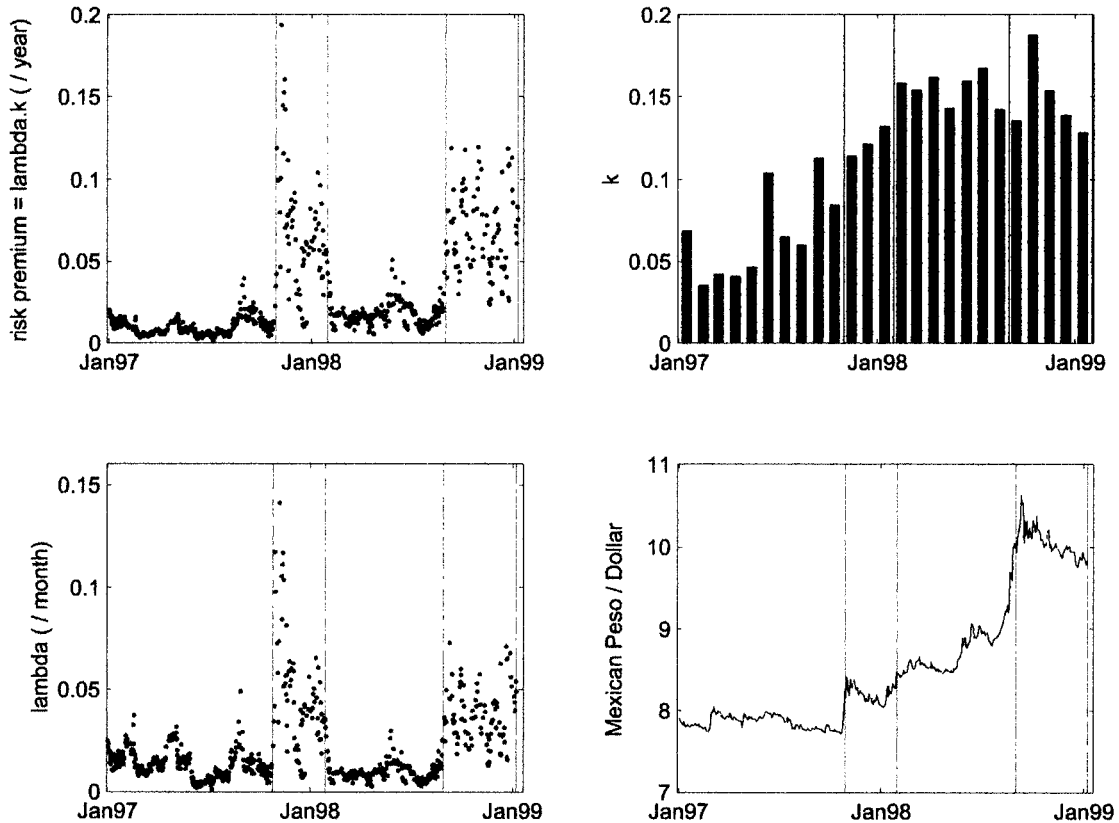 risk premium = lambda.k ( / year)
0.2
0.15
0.1
0.05
0
Jan97
Jan98
Jan99
k
0.2
0.15
0.1
0.05
0
Jan97
Jan98
Jan99
lambda ( / month)
0.15
0.1
0.05
0
Jan97
Jan98
Jan99
Mexican Peso / Dollar
11
10
9
8
7
Jan97
Jan98
Jan99